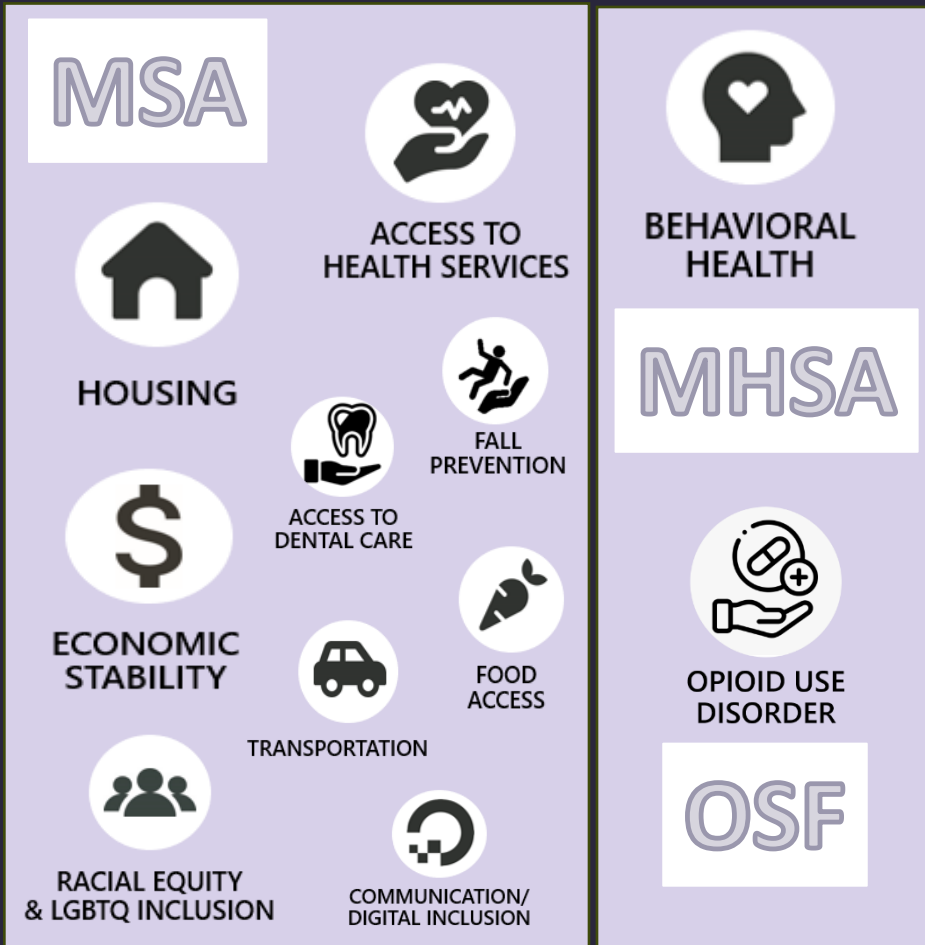 MSA
ACCESS TO
HEALTH SERVICES
HOUSING
FALL
PREVENTION
ACCESS TO
DENTAL CARE
ECONOMIC
STABILITY
FOOD
ACCESS
TRANSPORTATION
RACIAL EQUITY
& LGBTQ INCLUSION
COMMUNICATION/
DIGITAL INCLUSION
BEHAVIORAL
HEALTH
MHSA
OPIOID USE
DISORDER
OSF